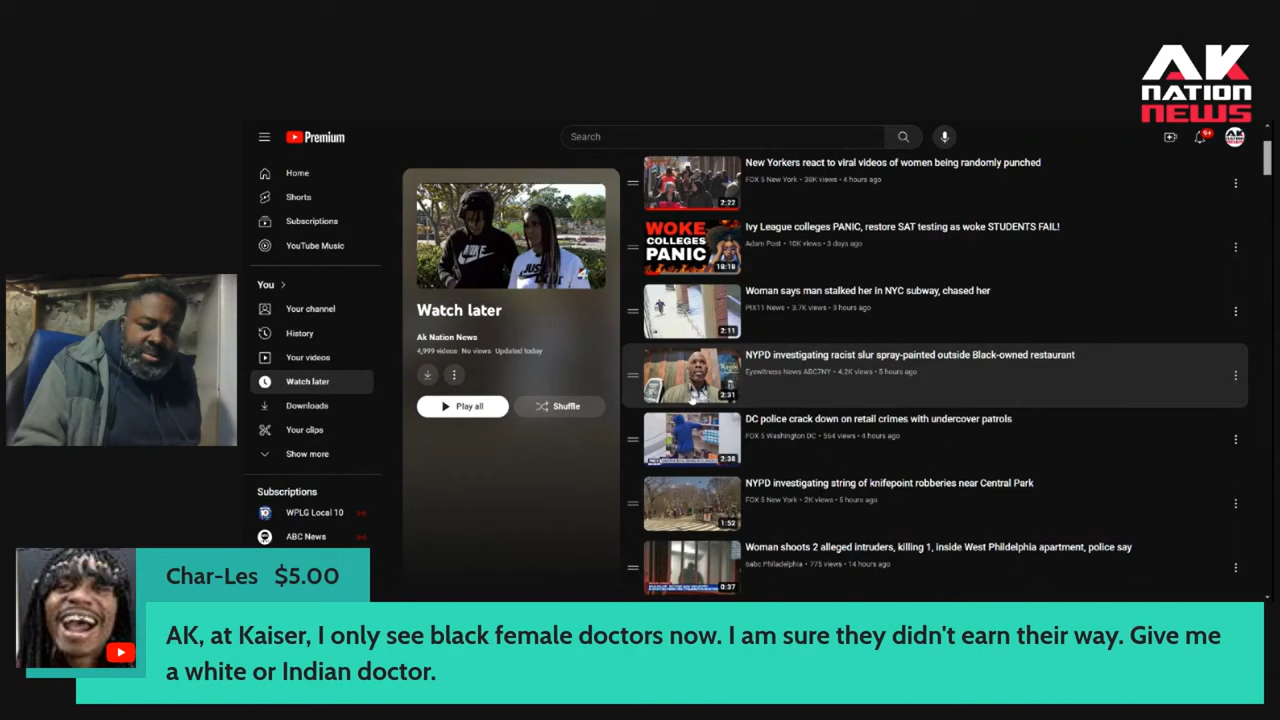 AK
NATION
NEWS
Premium
Search
9+
Home
Shorts
Subscriptions
YouTube Music
You
Your channel
History
Your videos
Watch later
Downloads
Your clips
Show more
Subscriptions
WPLG Local 10
ABC News
Watch later
Ak Nation News
4,999 videos No views Updated today
Play all
Shuffle
New Yorkers react to viral videos of women being randomly punched
FOX 5 New York • 38K views • 4 hours ago
2:22
Ivy League colleges PANIC, restore SAT testing as woke STUDENTS FAIL!
Adam Post • 10K views • 3 days ago
WOKE
COLLEGES
PANIC
18:18
Woman says man stalked her in NYC subway, chased her
PIX11 News • 3.7K views • 3 hours ago
2:11
NYPD investigating racist slur spray-painted outside Black-owned restaurant
Eyewitness News ABC7NY • 4.2K views • 5 hours ago
2:31
DC police crack down on retail crimes with undercover patrols
FOX 5 Washington DC • 564 views • 4 hours ago
2:38
NYPD investigating string of knifepoint robberies near Central Park
FOX 5 New York • 2K views • 5 hours ago
1:52
Woman shoots 2 alleged intruders, killing 1, inside West Phildelphia apartment, police say
6abc Philadelphia • 775 views • 14 hours ago
0:37
Char-Les $5.00
AK, at Kaiser, I only see black female doctors now. I am sure they didn't earn their way. Give me
a white or Indian doctor.